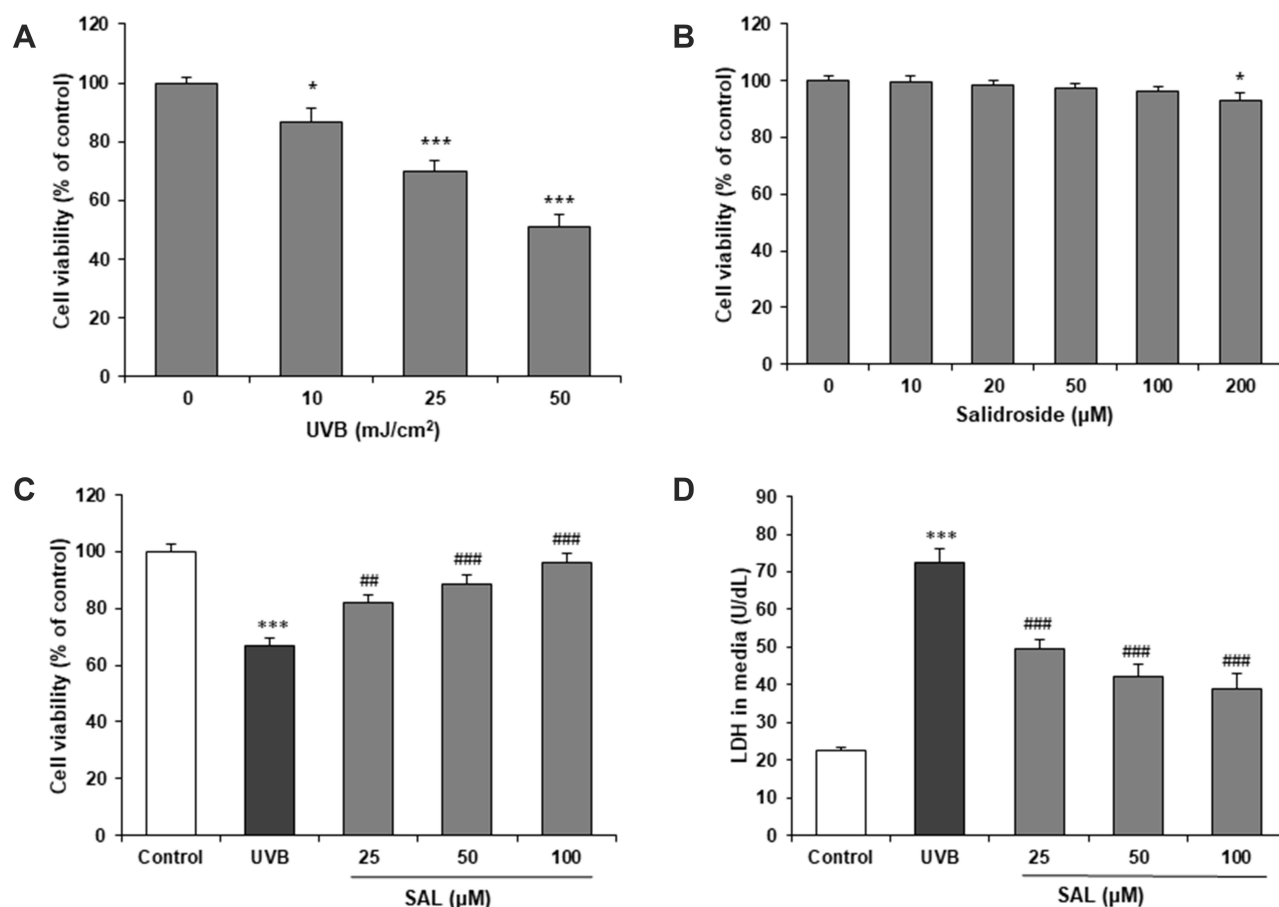 A
Cell viability (% of control)
120
100
80
60
40
20
0
*
***
***
0 10 25 50
UVB (mJ/cm²)
B
Cell viability (% of control)
120
100
80
60
40
20
0
*
0 10 20 50 100 200
Salidroside (µM)
C
Cell viability (% of control)
120
100
80
60
40
20
0
***
##
###
###
Control UVB 25 50 100
SAL (µM)
D
LDH in media (U/dL)
90
80
70
60
50
40
30
20
10
0
***
###
###
###
Control UVB 25 50 100
SAL (µM)